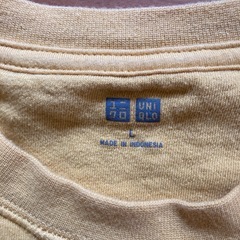 ユニ UNI
クロ QLO
L
MADE IN INDONESIA